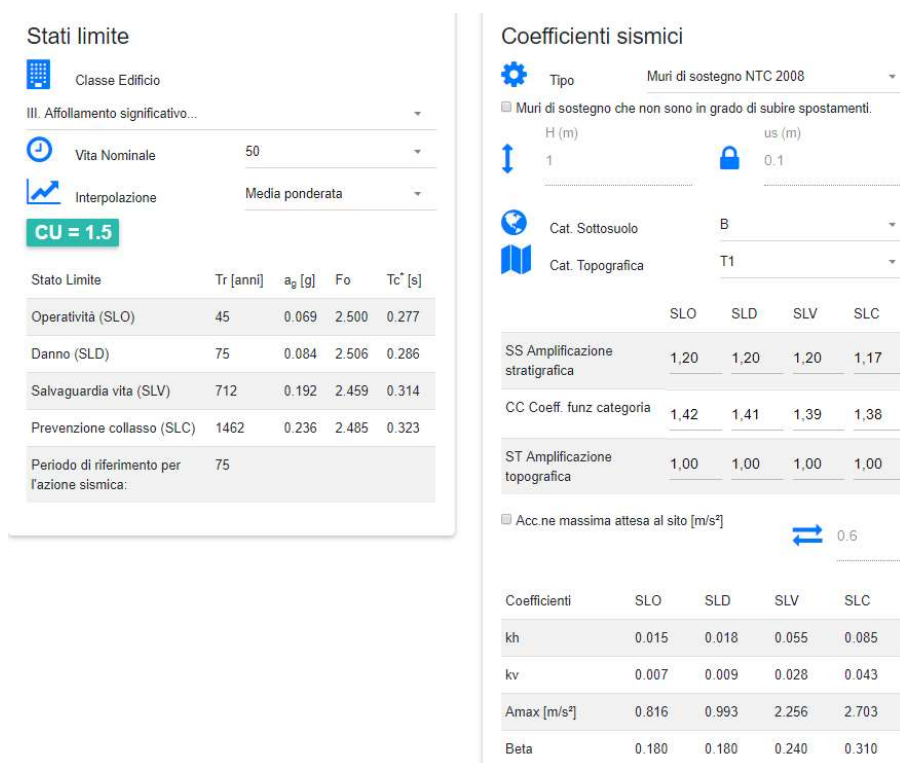 Stati limite
Classe Edificio
III. Affollamento significativo...
Vita Nominale 50
Interpolazione Media ponderata
CU = 1.5
Stato Limite Tr [anni] ag [g] Fo Tc* [s]
Operatività (SLO) 45 0.069 2.500 0.277
Danno (SLD) 75 0.084 2.506 0.286
Salvaguardia vita (SLV) 712 0.192 2.459 0.314
Prevenzione collasso (SLC) 1462 0.236 2.485 0.323
Periodo di riferimento per 75
l'azione sismica:
Coefficienti sismici
Tipo Muri di sostegno NTC 2008
Muri di sostegno che non sono in grado di subire spostamenti.
H (m) us (m)
1 0.1
Cat. Sottosuolo B
Cat. Topografica T1
SLO SLD SLV SLC
SS Amplificazione 1,20 1,20 1,20 1,17
stratigrafica
CC Coeff. funz categoria 1,42 1,41 1,39 1,38
ST Amplificazione 1,00 1,00 1,00 1,00
topografica
Acc.ne massima attesa al sito [m/s²]
0.6
Coefficienti SLO SLD SLV SLC
kh 0.015 0.018 0.055 0.085
kv 0.007 0.009 0.028 0.043
Amax [m/s²] 0.816 0.993 2.256 2.703
Beta 0.180 0.180 0.240 0.310